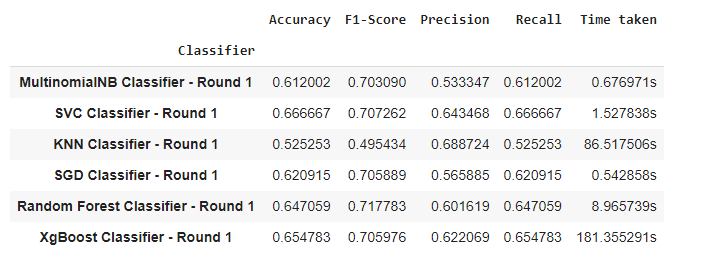 Accuracy F1-Score Precision Recall Time taken
Classifier
MultinomialNB Classifier - Round 1 0.612002 0.703090 0.533347 0.612002 0.676971s
SVC Classifier - Round 1 0.666667 0.707262 0.643468 0.666667 1.527838s
KNN Classifier - Round 1 0.525253 0.495434 0.688724 0.525253 86.517506s
SGD Classifier - Round 1 0.620915 0.705889 0.565885 0.620915 0.542858s
Random Forest Classifier - Round 1 0.647059 0.717783 0.601619 0.647059 8.965739s
XgBoost Classifier - Round 1 0.654783 0.705976 0.622069 0.654783 181.355291s